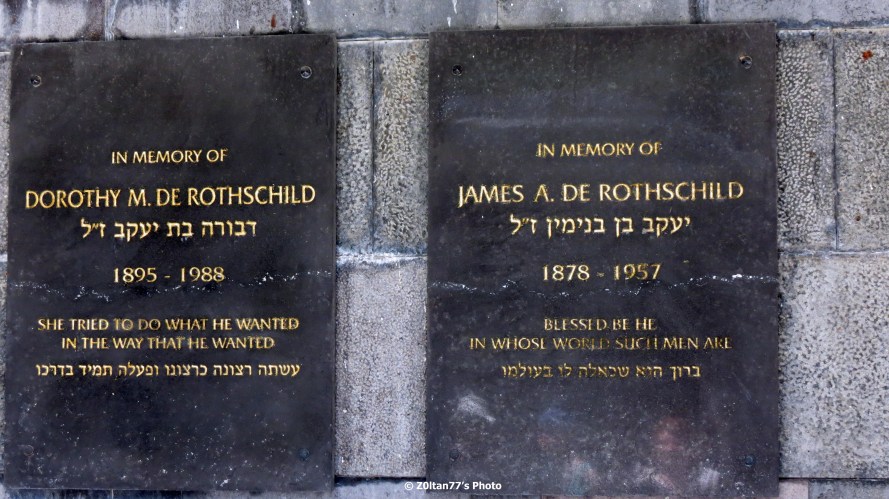 IN MEMORY OF
DOROTHY M. DE ROTHSCHILD
דבורה בת יעקב ז״ל
1895 - 1988
SHE TRIED TO DO WHAT HE WANTED
IN THE WAY THAT HE WANTED
עשתה רצונה כרצונו ופעלה תמיד בדרכו
IN MEMORY OF
JAMES A. DE ROTHSCHILD
יעקב בן בנימין ז״ל
1878 - 1957
BLESSED BE HE
IN WHOSE WORLD SUCH MEN ARE
ברוך היא שכאלה לו בעולמו
© Z0ltan77's Photo